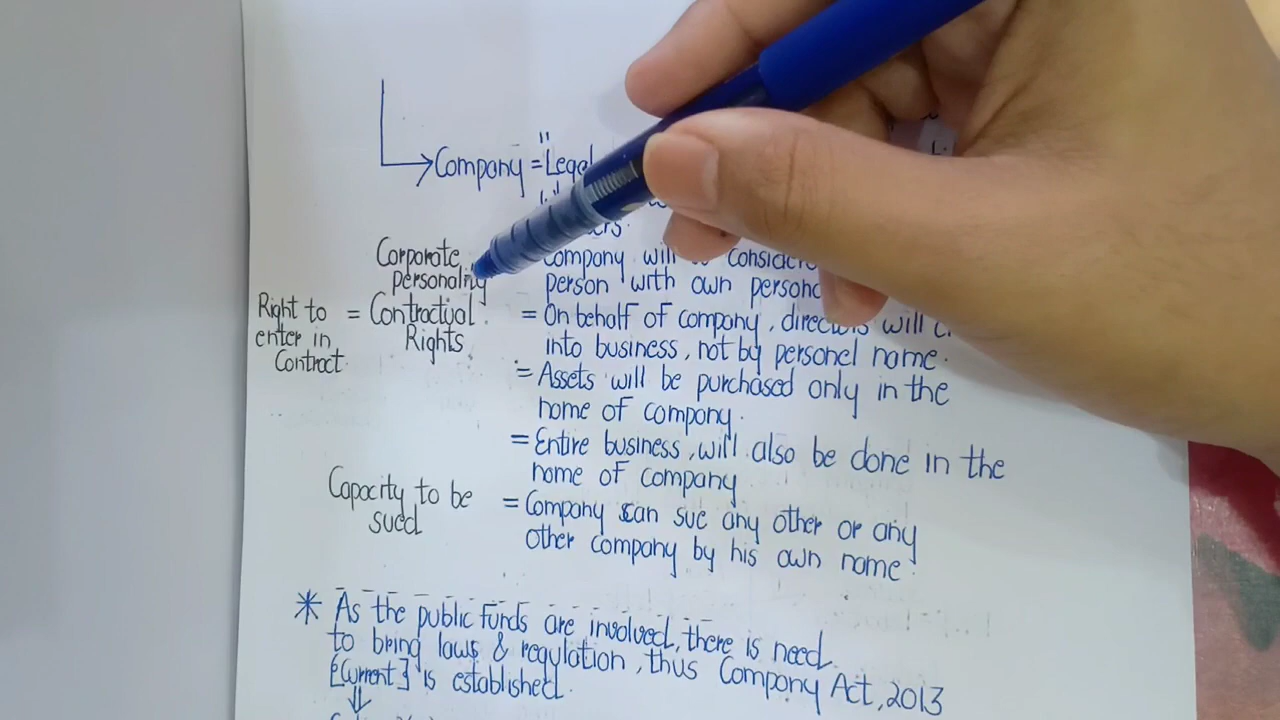 Company = "Legal
Corporate
personality
Company will be
person with own
Right to
enter in
Contract.
= Contractual
Rights
= On behalf of company, directors will
into business, not by personel name.
= Assets will be purchased only in the
name of company.
= Entire business, will also be done in the
name of company
Capacity to be
sued
= Company can sue any other or any
other company by his own name.
* As the public funds are involved, there is need
to bring laws & regulation, thus Company Act, 2013
[Current] is established.